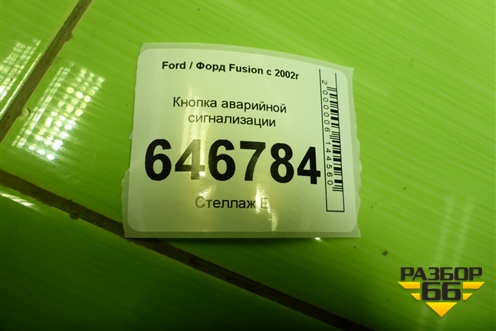 Ford / Форд Fusion с 2002г
Кнопка аварийной
сигнализации
646784
Стеллаж Е
2000006144560
РАЗБОР
66